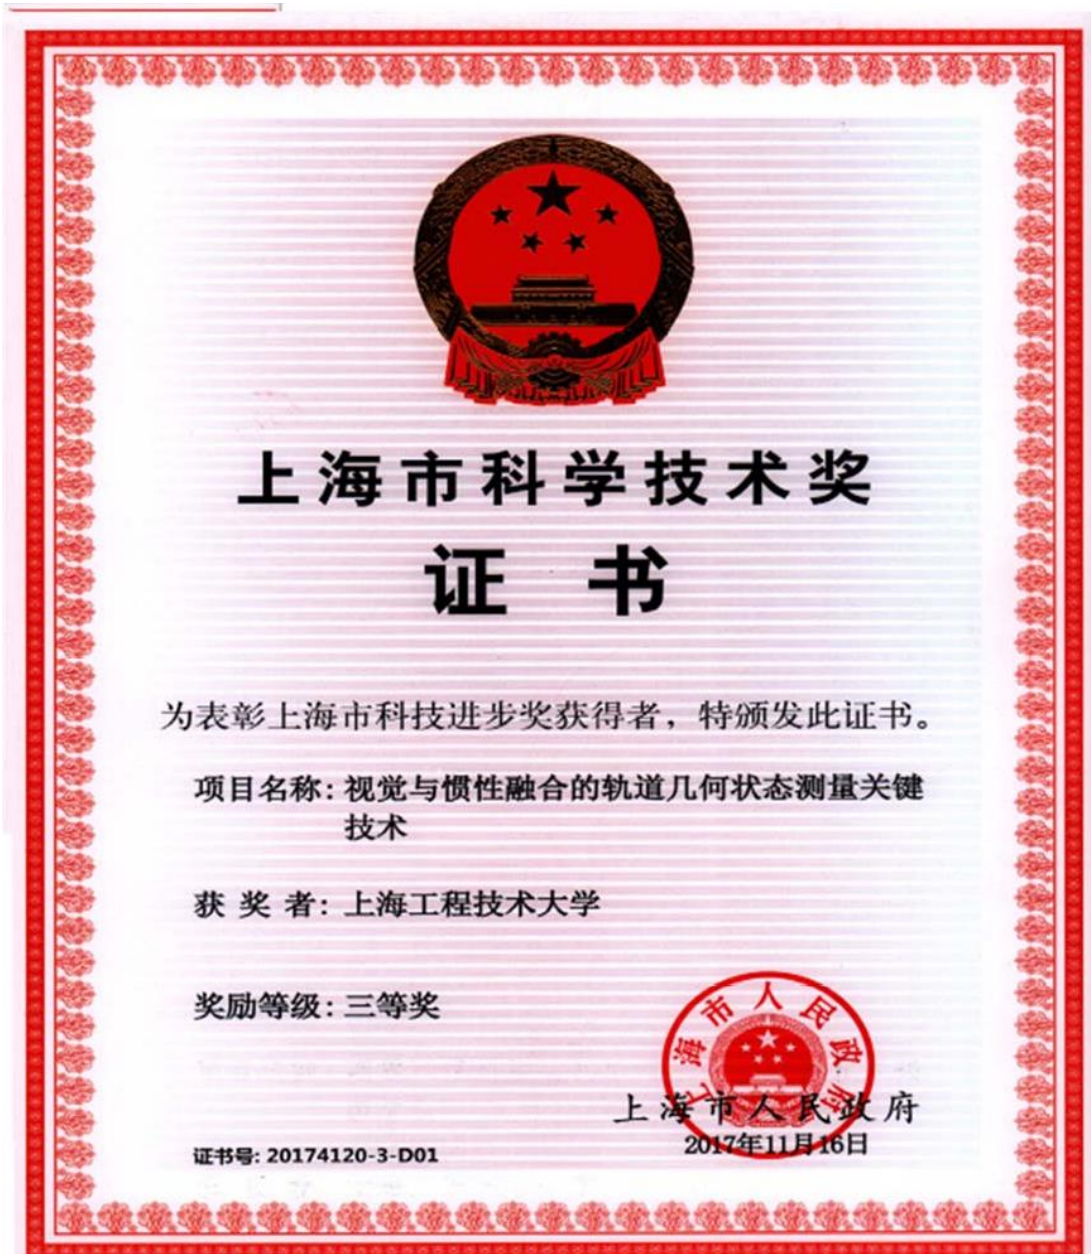 上海市科学技术奖
证书
为表彰上海市科技进步奖获得者，特颁发此证书。
项目名称：视觉与惯性融合的轨道几何状态测量关键
技术
获奖者：上海工程技术大学
奖励等级：三等奖
上海市人民政府
上海市人民政府
2017年11月16日
证书号: 20174120-3-D01